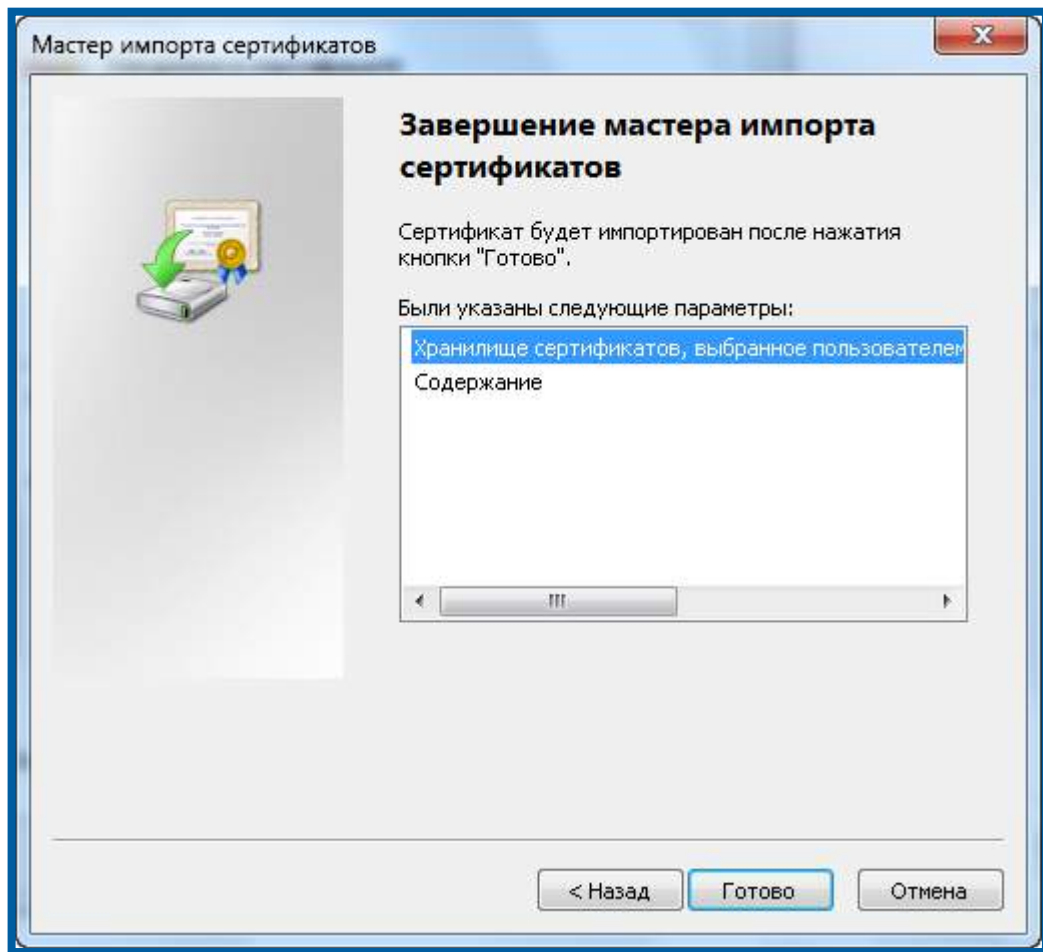 Мастер импорта сертификатов
Завершение мастера импорта
сертификатов
Сертификат будет импортирован после нажатия
кнопки "Готово".
Были указаны следующие параметры:
Хранилище сертификатов, выбранное пользователем
Содержание
< Назад
Готово
Отмена